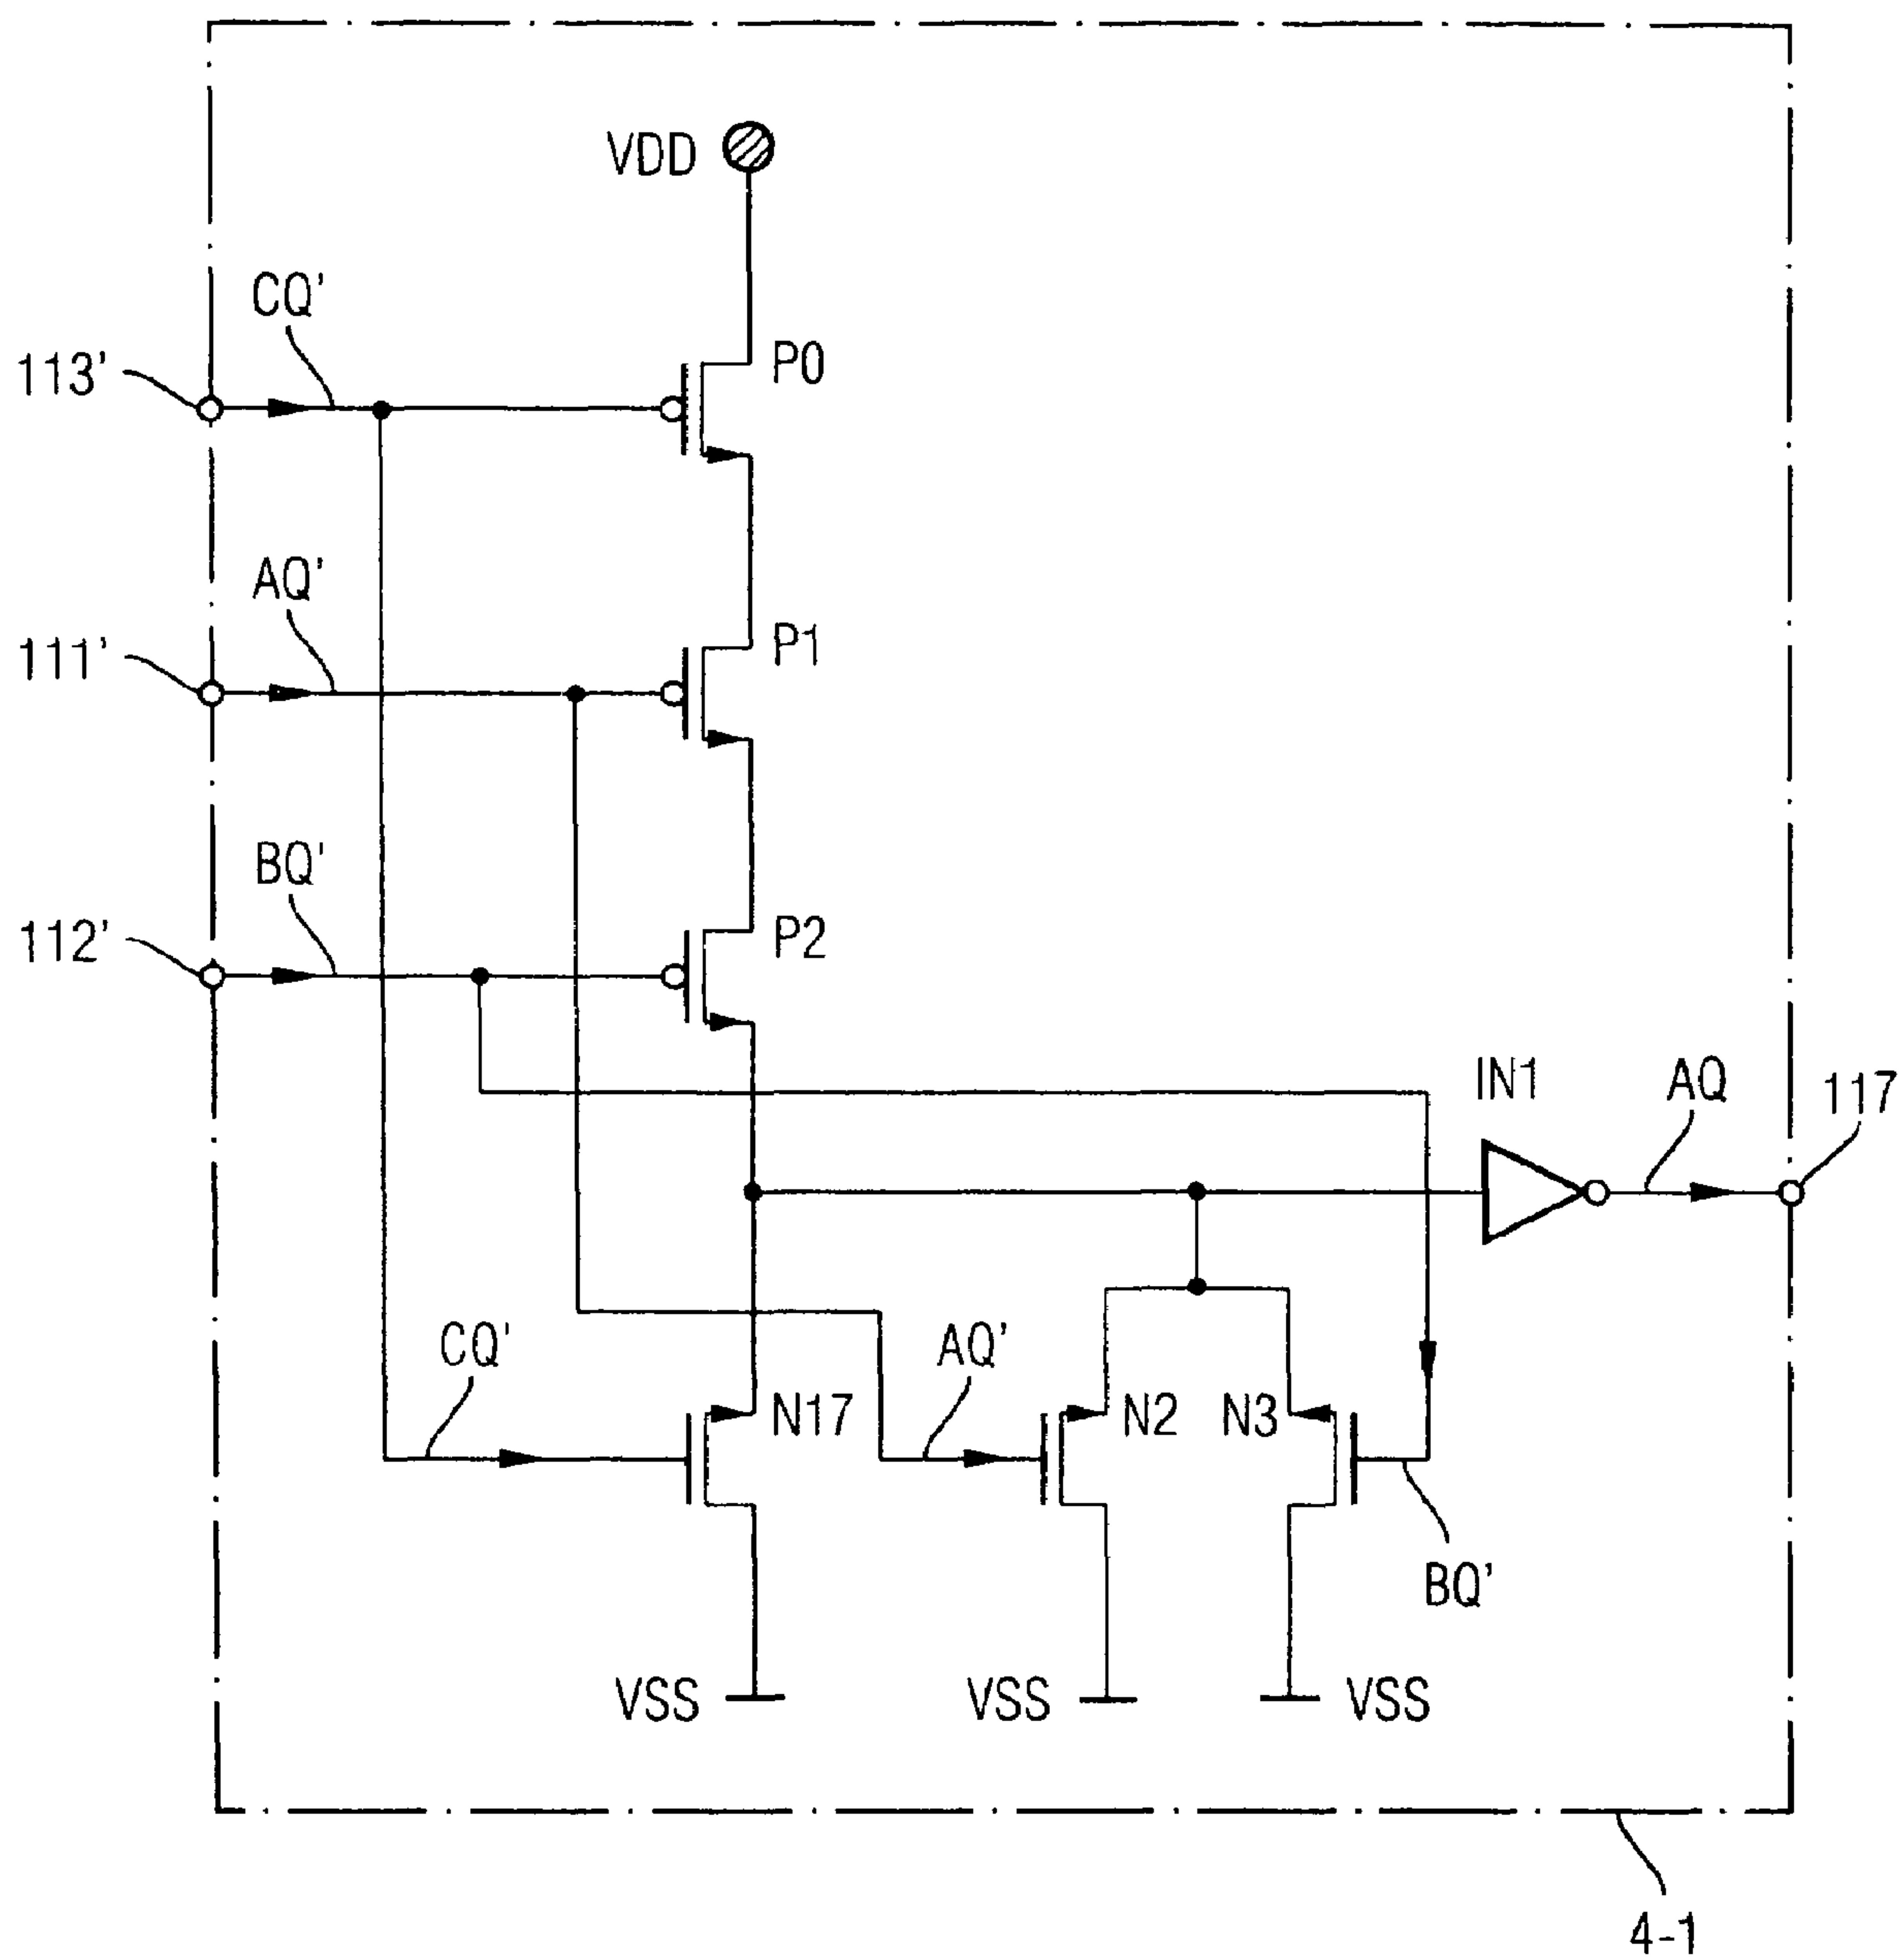 VDD
CQ'
P0
113'
AQ'
P1
111'
BQ'
P2
112'
IN1
AQ
117
CQ'
AQ'
N17
N2
N3
BQ'
VSS
VSS
VSS
4-1